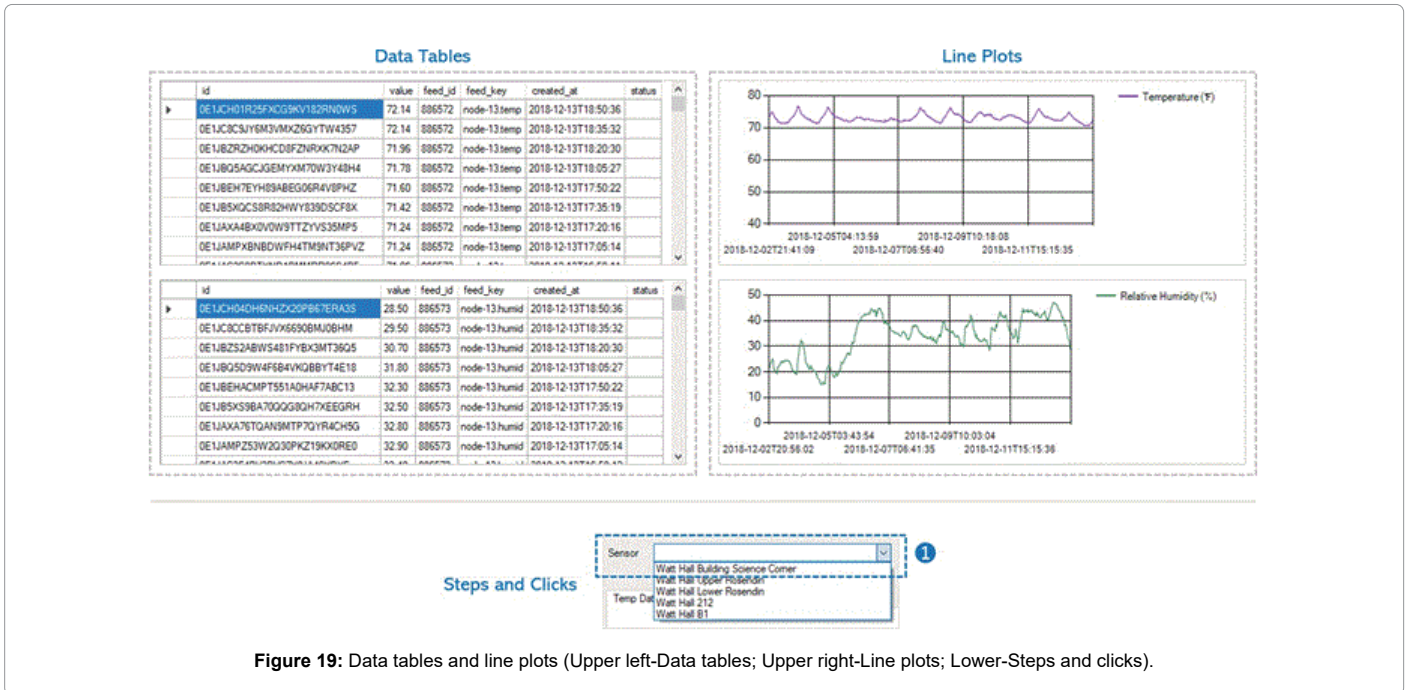 Data Tables
id value feed_id feed_key created_at status
0E1JCH01R25FXCG9KV182RN0WS 72.14 886572 node-13.temp 2018-12-13T18:50:36
0E1JC8C9JY6M3VMXZ6GYTW4357 72.14 886572 node-13.temp 2018-12-13T18:35:32
0E1JBZRZH0KHCD8FZNRXK7N2AP 71.96 886572 node-13.temp 2018-12-13T18:20:30
0E1JBQ5AGCJGEMYXM70W3Y48H4 71.78 886572 node-13.temp 2018-12-13T18:05:27
0E1JBEH7EYH89ABEG06R4V8PHZ 71.60 886572 node-13.temp 2018-12-13T17:50:22
0E1JB5XQCS8R82HWY839DSCF8X 71.42 886572 node-13.temp 2018-12-13T17:35:19
0E1JAXA4BX0V0W9TTZYVS35MP5 71.24 886572 node-13.temp 2018-12-13T17:20:16
0E1JAMPXBNBDWFH4TM9NT36PVZ 71.24 886572 node-13.temp 2018-12-13T17:05:14
id value feed_id feed_key created_at status
0E1JCH04DH6NHZX20PB67ERA3S 28.50 886573 node-13.humid 2018-12-13T18:50:36
0E1JC8CCBTBFJVX6690BMJ0BHM 29.50 886573 node-13.humid 2018-12-13T18:35:32
0E1JBZS2ABWS481FYBX3MT36Q5 30.70 886573 node-13.humid 2018-12-13T18:20:30
0E1JBQ5D9W4F6B4VKQBBYT4E18 31.80 886573 node-13.humid 2018-12-13T18:05:27
0E1JBEHACMPT551A0HAF7ABC13 32.30 886573 node-13.humid 2018-12-13T17:50:22
0E1JB5XS9BA70QQG8QH7XEEGRH 32.50 886573 node-13.humid 2018-12-13T17:35:19
0E1JAXA76TQAN9MTP7QYR4CH5G 32.80 886573 node-13.humid 2018-12-13T17:20:16
0E1JAMPZ53W2Q30PKZ19KX0RE0 32.90 886573 node-13.humid 2018-12-13T17:05:14
Line Plots
80
70
60
50
40
Temperature (°F)
2018-12-05T04:13:59 2018-12-09T10:18:08
2018-12-02T21:41:09 2018-12-07T06:56:40 2018-12-11T15:15:35
50
40
30
20
10
0
Relative Humidity (%)
2018-12-05T03:43:54 2018-12-09T10:03:04
2018-12-02T20:56:02 2018-12-07T06:41:35 2018-12-11T15:15:36
Steps and Clicks
Sensor
1
Watt Hall Building Science Corner
Watt Hall Upper Rosendin
Watt Hall Lower Rosendin
Watt Hall 212
Watt Hall B1
Temp Dat
Figure 19: Data tables and line plots (Upper left-Data tables; Upper right-Line plots; Lower-Steps and clicks).